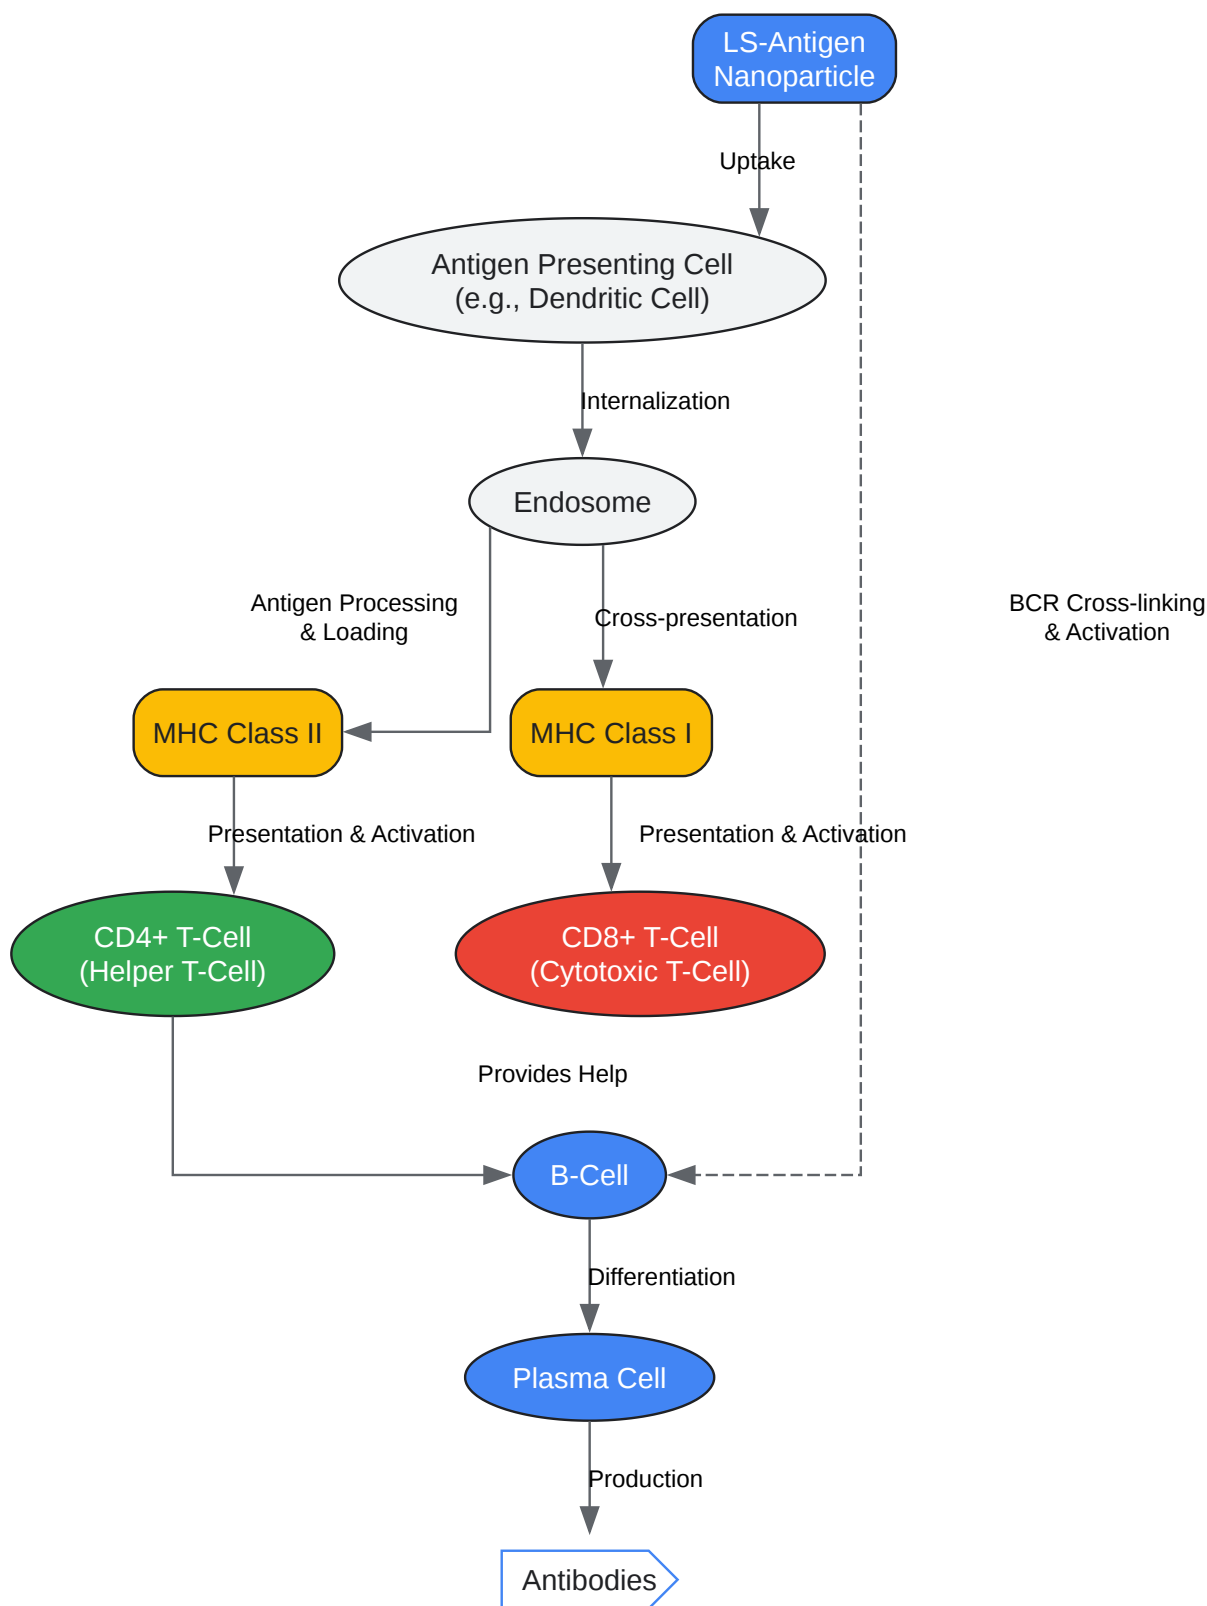 LS-Antigen
Nanoparticle
Uptake
Antigen Presenting Cell
(e.g., Dendritic Cell)
Internalization
Endosome
Antigen Processing
& Loading
Cross-presentation
BCR Cross-linking
& Activation
MHC Class II
MHC Class I
Presentation & Activation
Presentation & Activation
CD4+ T-Cell
(Helper T-Cell)
CD8+ T-Cell
(Cytotoxic T-Cell)
Provides Help
B-Cell
Differentiation
Plasma Cell
Production
Antibodies